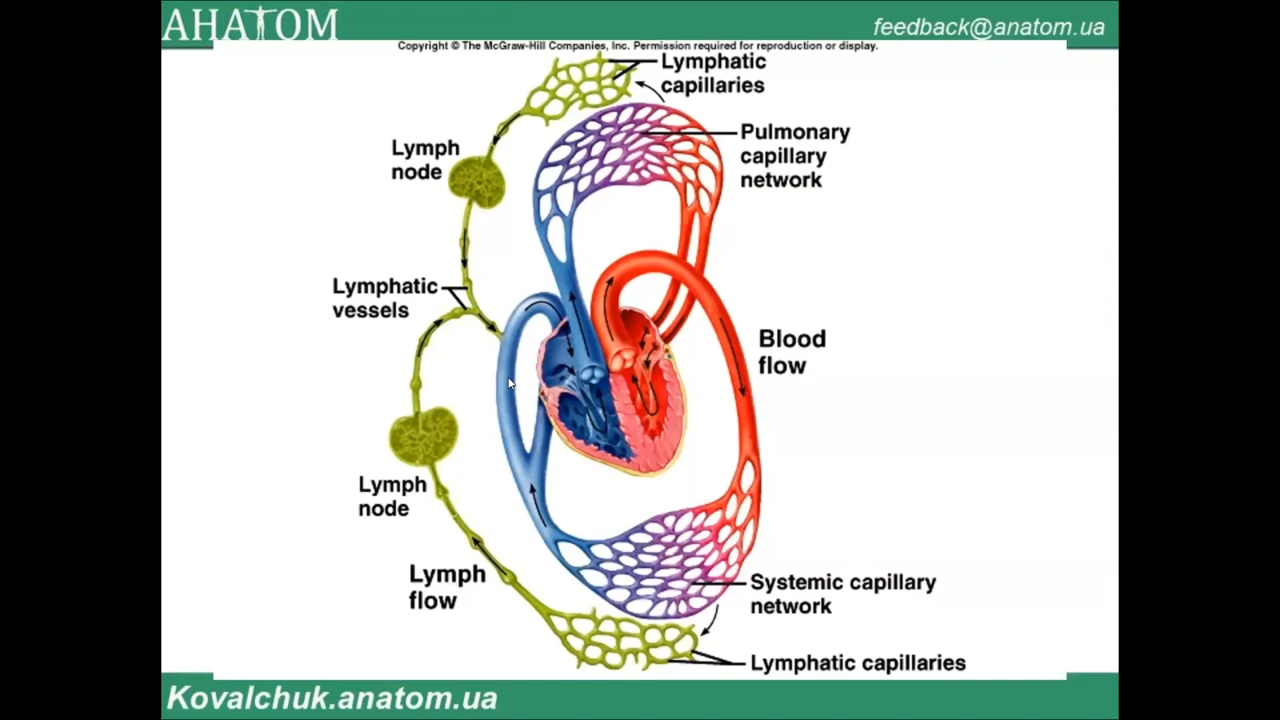 АНАТОМ
feedback@anatom.ua
Copyright © The McGraw-Hill Companies, Inc. Permission required for reproduction or display.
Lymphatic
capillaries
Pulmonary
capillary
network
Lymph
node
Lymphatic
vessels
Blood
flow
Lymph
node
Lymph
flow
Systemic capillary
network
Lymphatic capillaries
Kovalchuk.anatom.ua